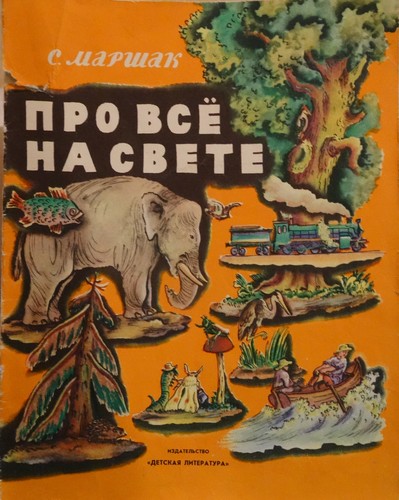 С. Маршак
ПРО ВСЁ
НА СВЕТЕ
ИЗДАТЕЛЬСТВО
«ДЕТСКАЯ ЛИТЕРАТУРА»